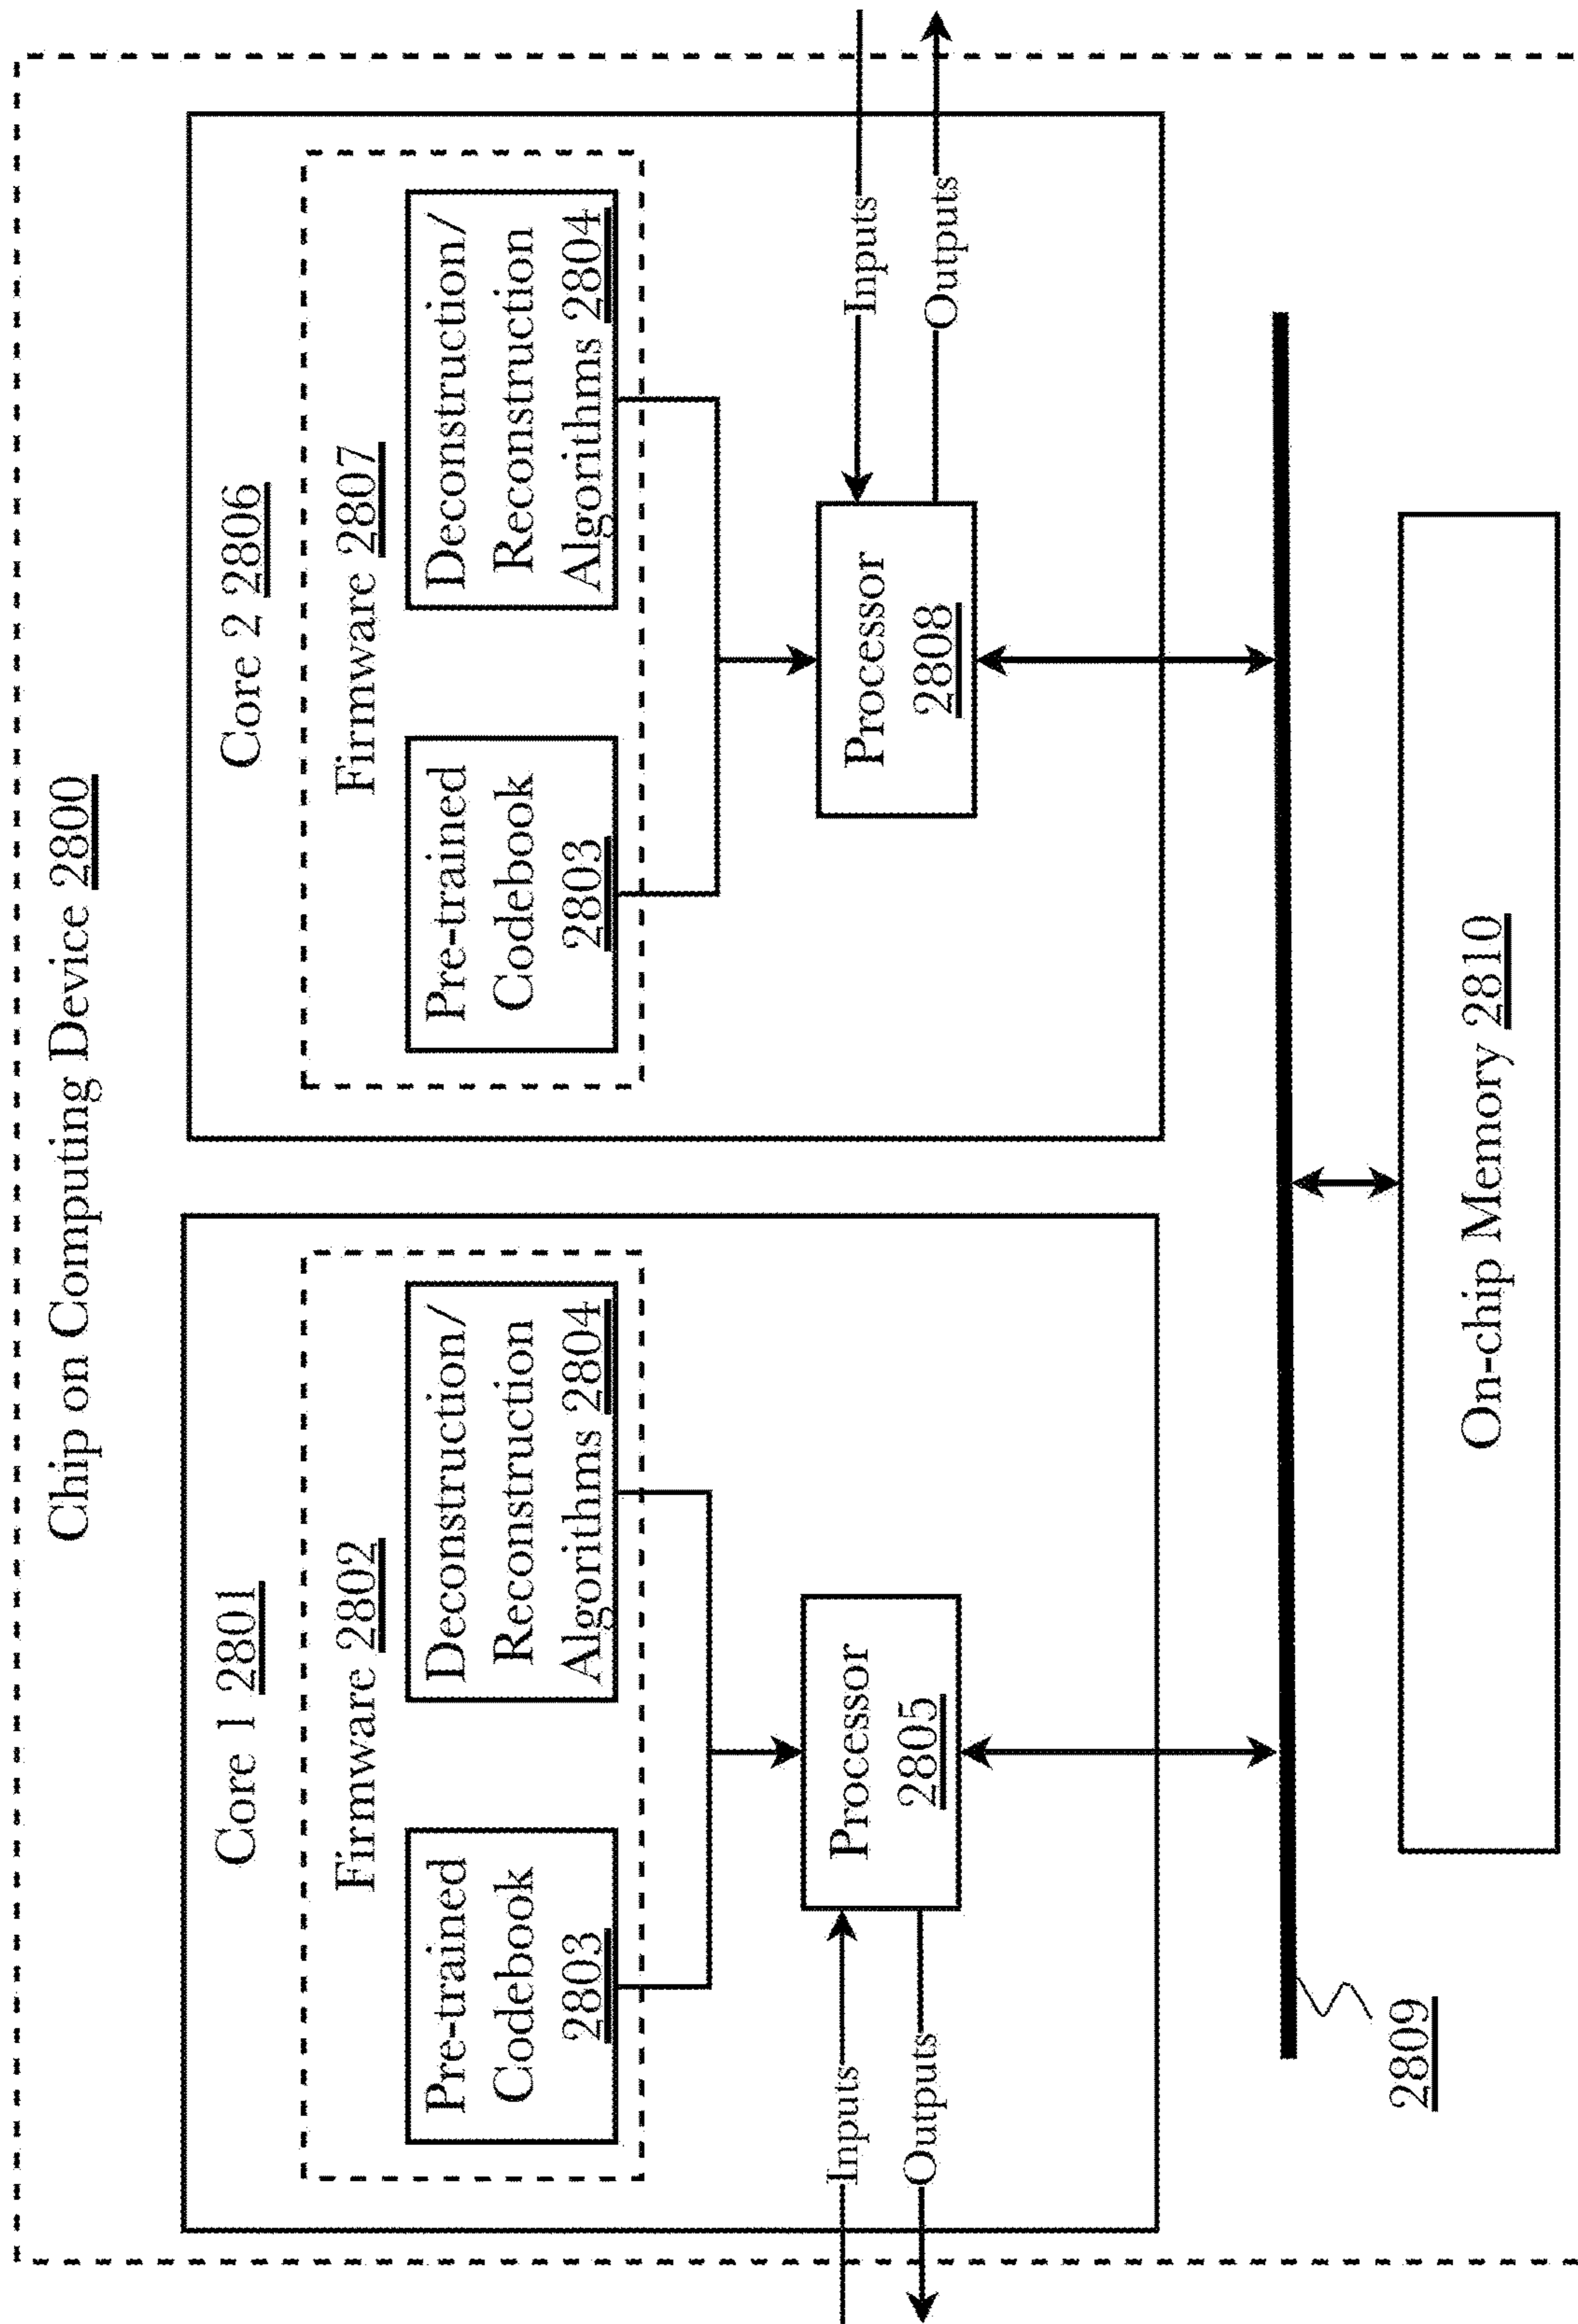 Chip on Computing Device 2800
Core 1 2801
Firmware 2802
Pre-trained
Codebook
2803
Deconstruction/
Reconstruction
Algorithms 2804
Processor
2805
Inputs
Outputs
Core 2 2806
Firmware 2807
Pre-trained
Codebook
2803
Deconstruction/
Reconstruction
Algorithms 2804
Processor
2808
Inputs
Outputs
2809
On-chip Memory 2810